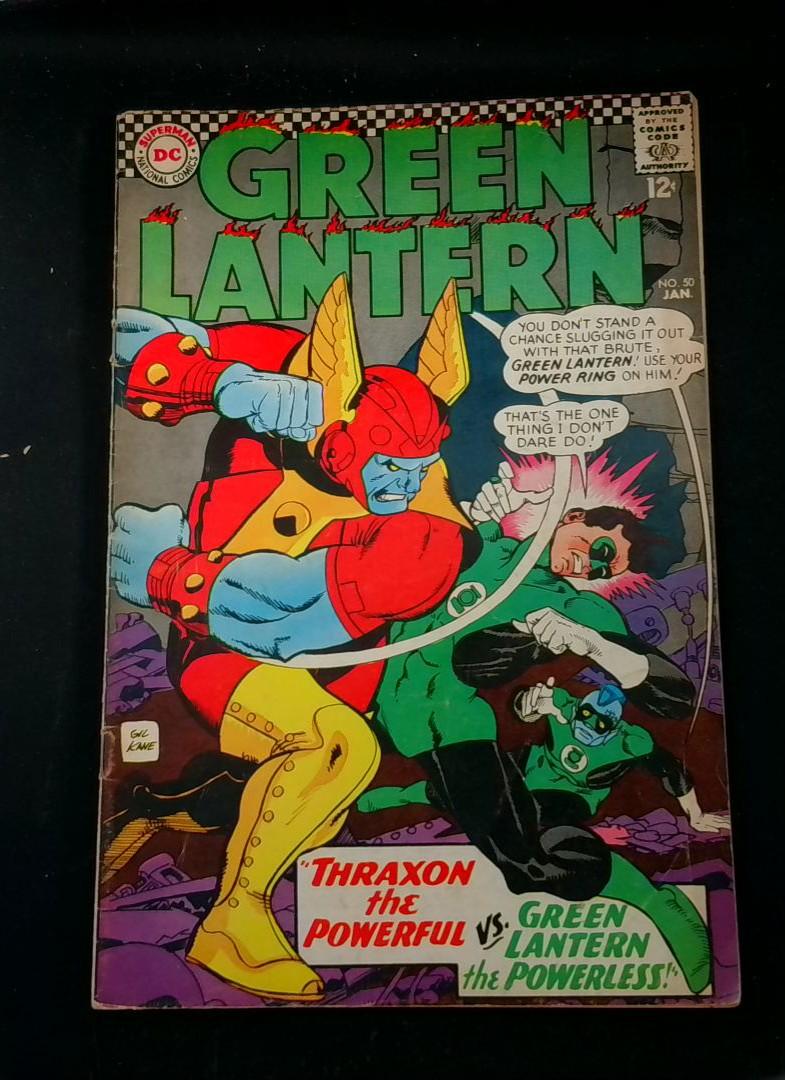 SUPERMAN
DC
NATIONAL COMICS
GREEN
LANTERN
APPROVED
BY THE
COMICS
CODE
CA
AUTHORITY
12¢
NO. 50
JAN.
YOU DON'T STAND A
CHANCE SLUGGING IT OUT
WITH THAT BRUTE,
GREEN LANTERN! USE YOUR
POWER RING ON HIM!
THAT'S THE ONE
THING I DON'T
DARE DO!
GIL
KANE
"THRAXON
the
POWERFUL
VS.
GREEN
LANTERN
the POWERLESS!"